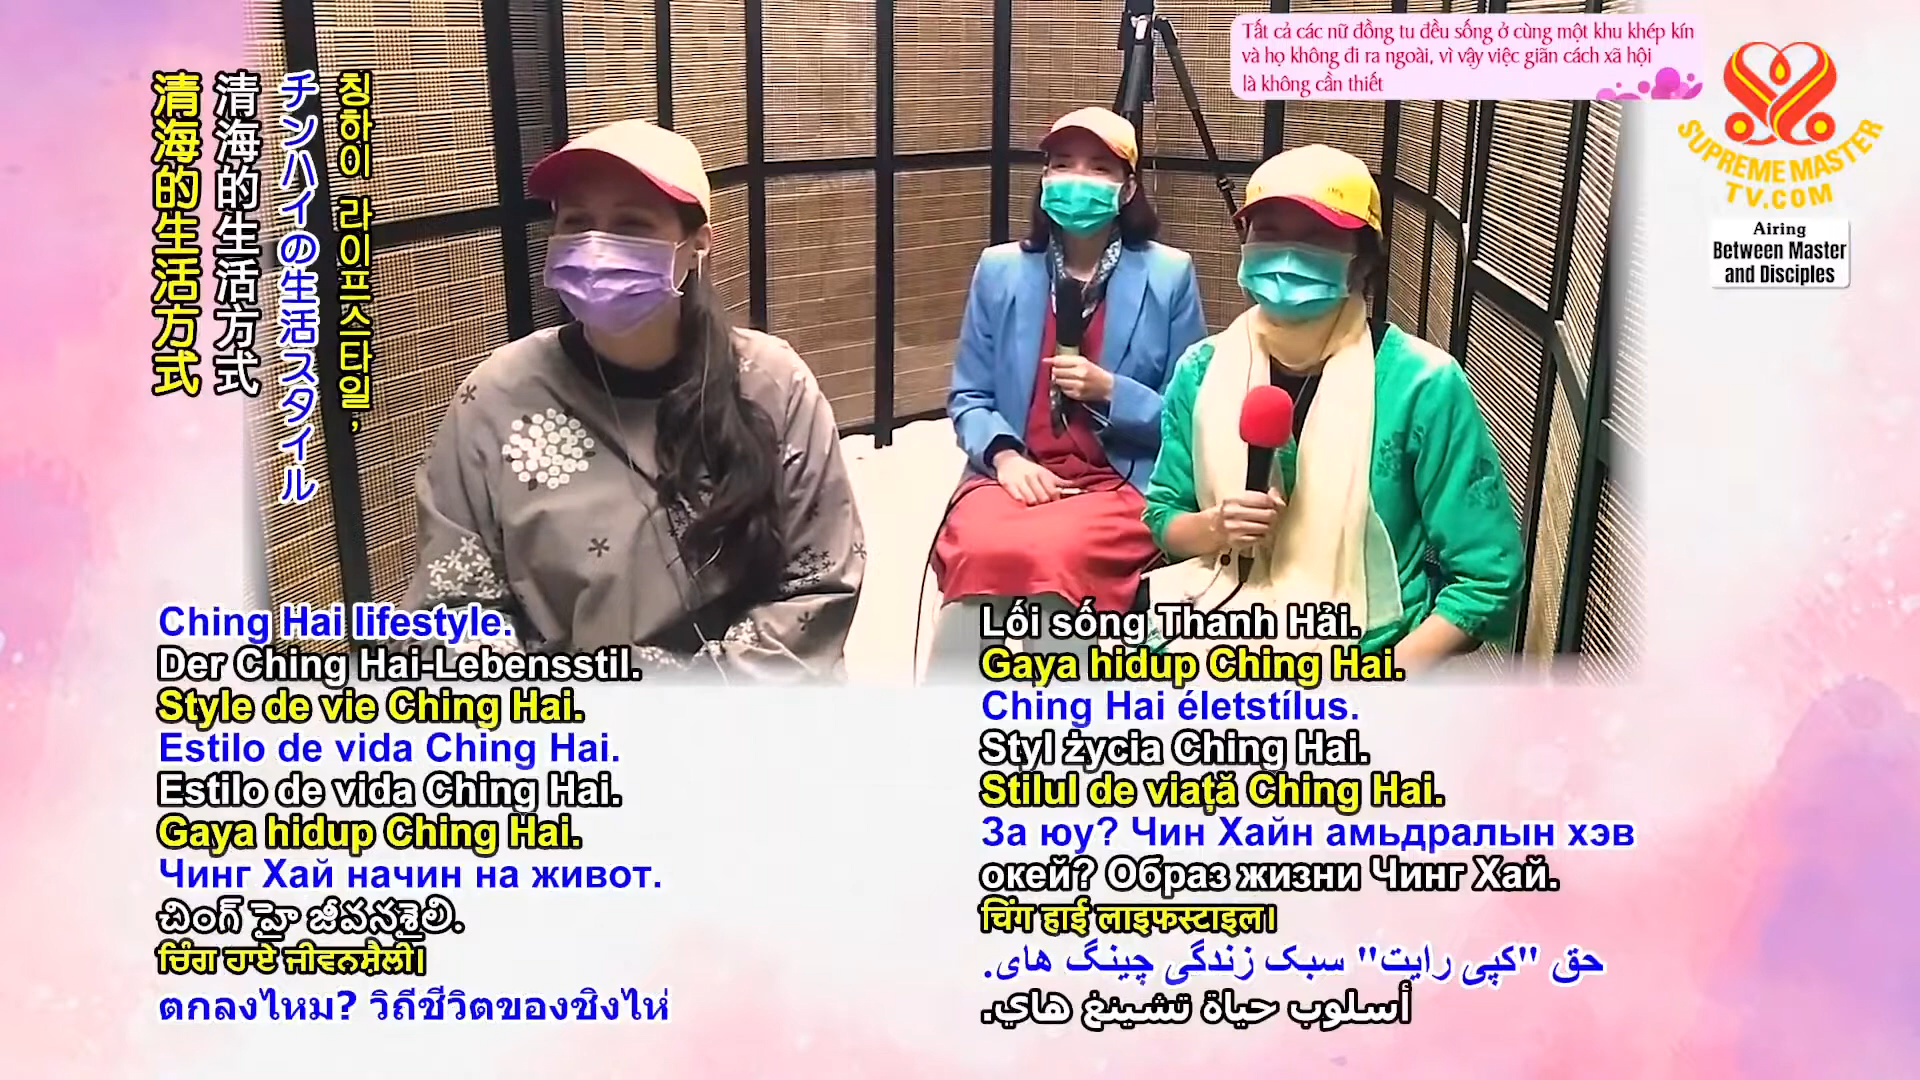 Tất cả các nữ đồng tu đều sống ở cùng một khu khép kín
và họ không đi ra ngoài, vì vậy việc giãn cách xã hội
là không cần thiết
SUPREME MASTER
TV.COM
Airing
Between Master
and Disciples
칭하이 라이프스타일,
チンハイの生活スタイル
清海的生活方式
清海的生活方式
Ching Hai lifestyle.
Der Ching Hai-Lebensstil.
Style de vie Ching Hai.
Estilo de vida Ching Hai.
Estilo de vida Ching Hai.
Gaya hidup Ching Hai.
Чинг Хай начин на живот.
చింగ్ హై జీవనశైలి.
ਚਿੰਗ ਹਾਏ ਜੀਵਨਸ਼ੈਲੀ।
ตกลงไหม? วิถีชีวิตของชิงไห่
Lối sống Thanh Hải.
Gaya hidup Ching Hai.
Ching Hai életstílus.
Styl życia Ching Hai.
Stilul de viață Ching Hai.
За юу? Чин Хайн амьдралын хэв
окей? Образ жизни Чинг Хай.
चिंग हाई लाइफस्टाइल।
حق "کپی رایت" سبک زندگی چینگ های.
أسلوب حياة تشينغ هاي.